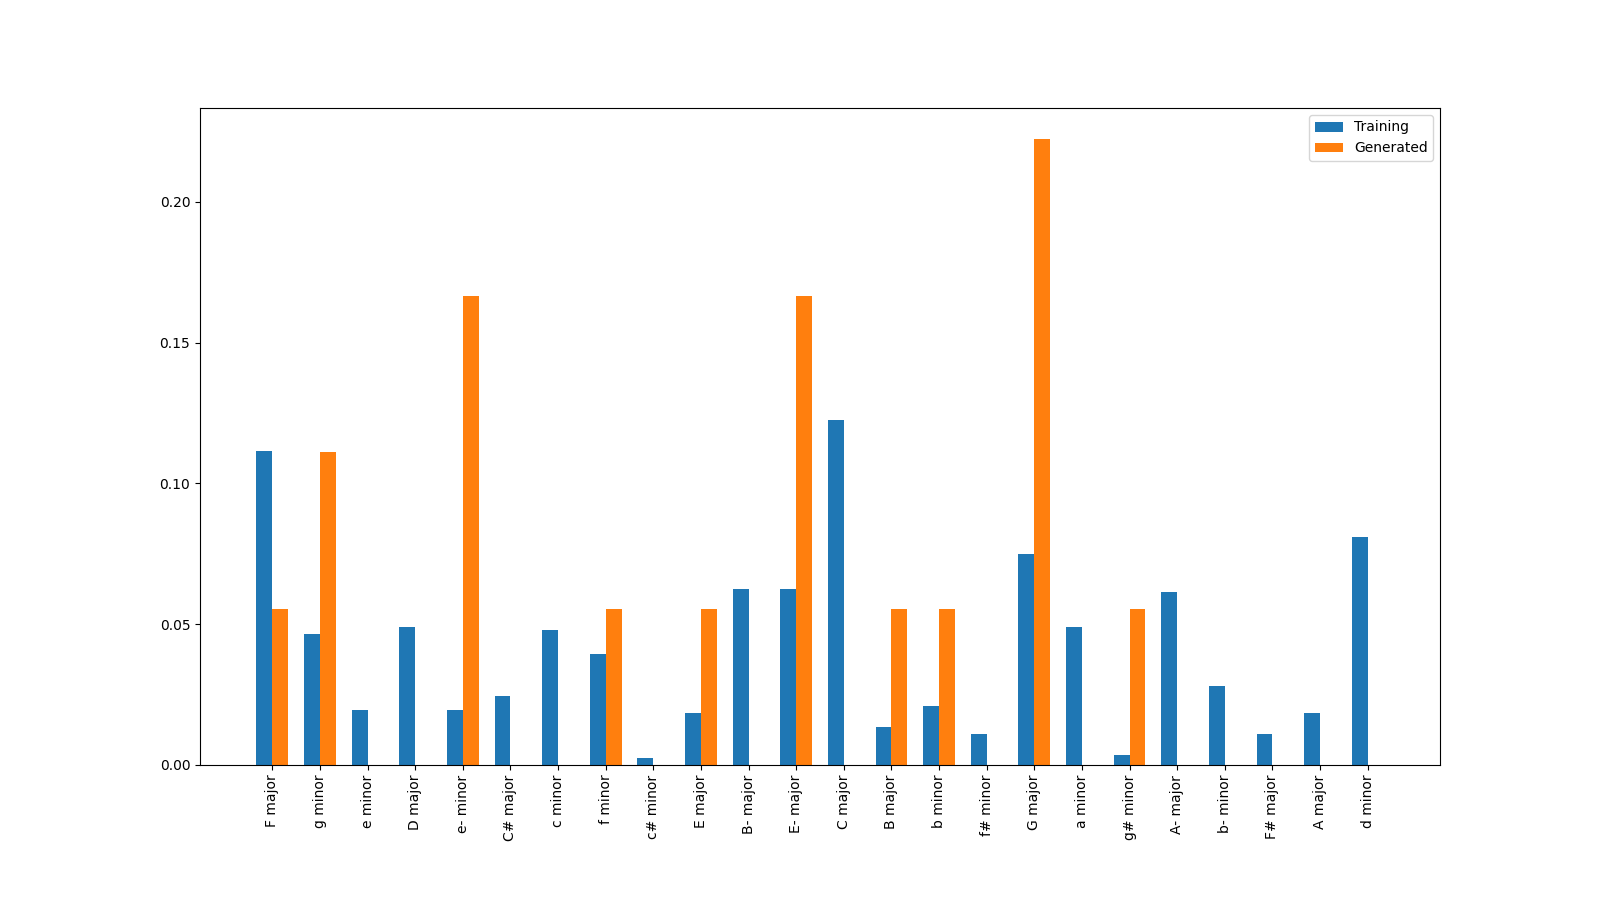 Training
Generated
0.20
0.15
0.10
0.05
0.00
F major
g minor
e minor
D major
e- minor
C# major
c minor
f minor
c# minor
E major
B- major
E- major
C major
B major
b minor
f# minor
G major
a minor
g# minor
A- major
b- minor
F# major
A major
d minor